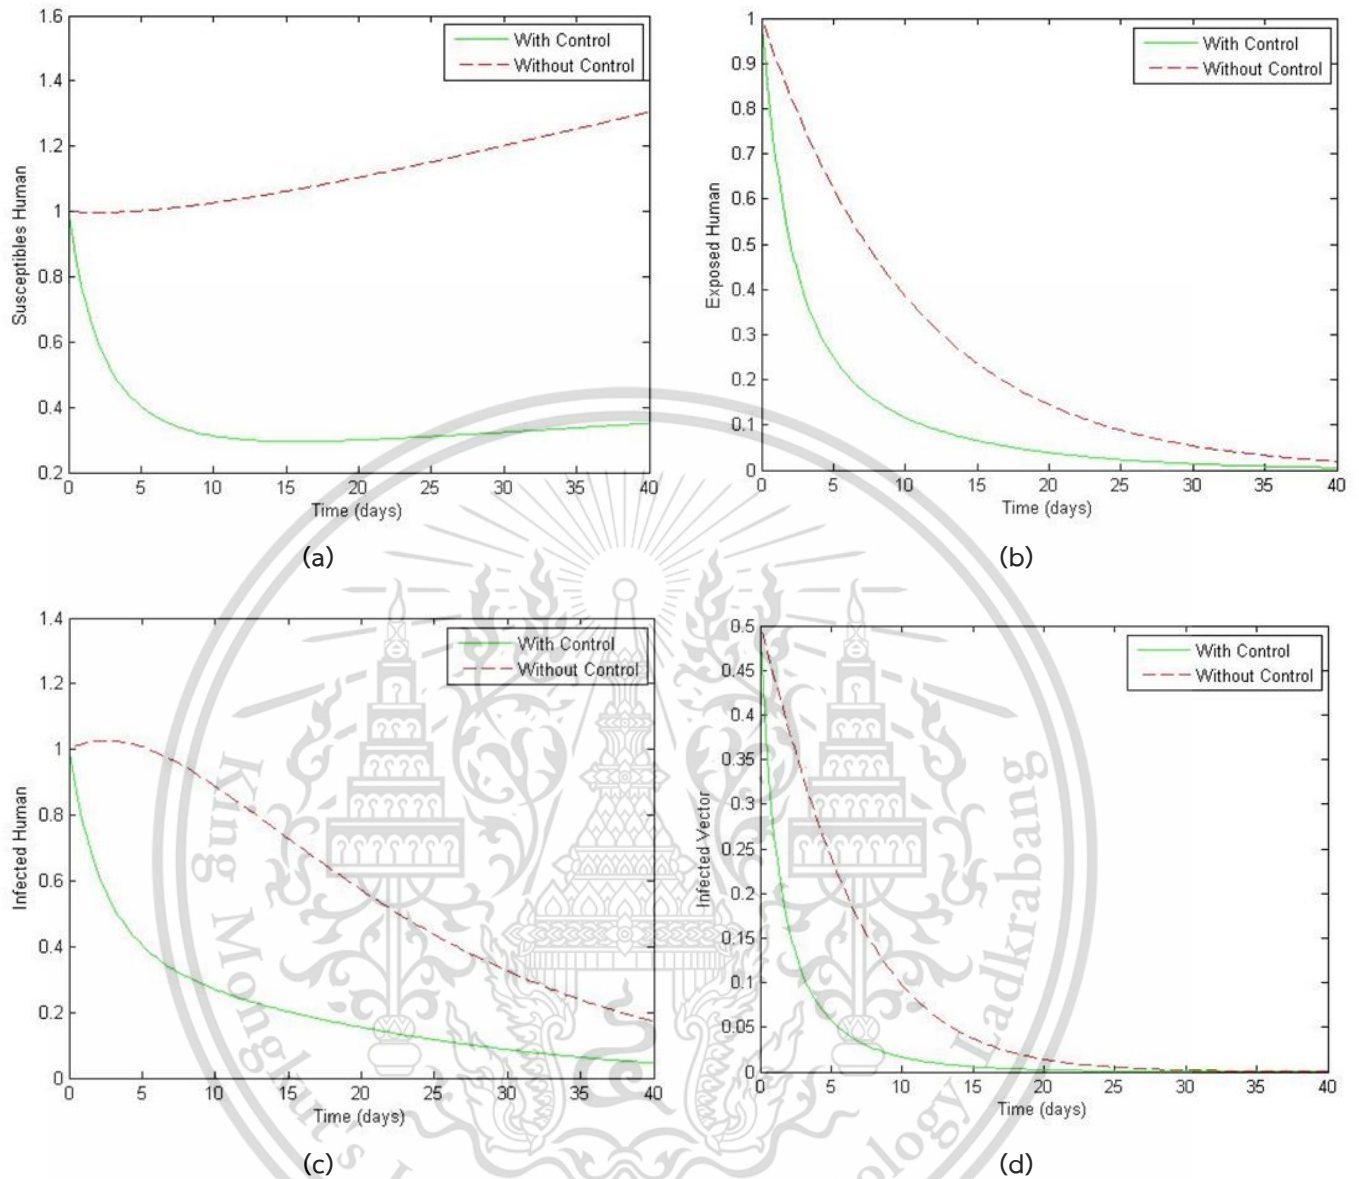 1.6
1.4
1.2
1
0.8
0.6
0.4
0.2
Susceptibles Human
With Control
Without Control
0 5 10 15 20 25 30 35 40
Time (days)
(a)
1
0.9
0.8
0.7
0.6
0.5
0.4
0.3
0.2
0.1
0
Exposed Human
With Control
Without Control
0 5 10 15 20 25 30 35 40
Time (days)
(b)
1.4
1.2
1
0.8
0.6
0.4
0.2
0
Infected Human
With Control
Without Control
0 5 10 15 20 25 30 35 40
Time (days)
(c)
0.5
0.45
0.4
0.35
0.3
0.25
0.2
0.15
0.1
0.05
0
Infected Vector
With Control
Without Control
0 5 10 15 20 25 30 35 40
Time (days)
(d)
King Mongkut's
ology Ladkrabang